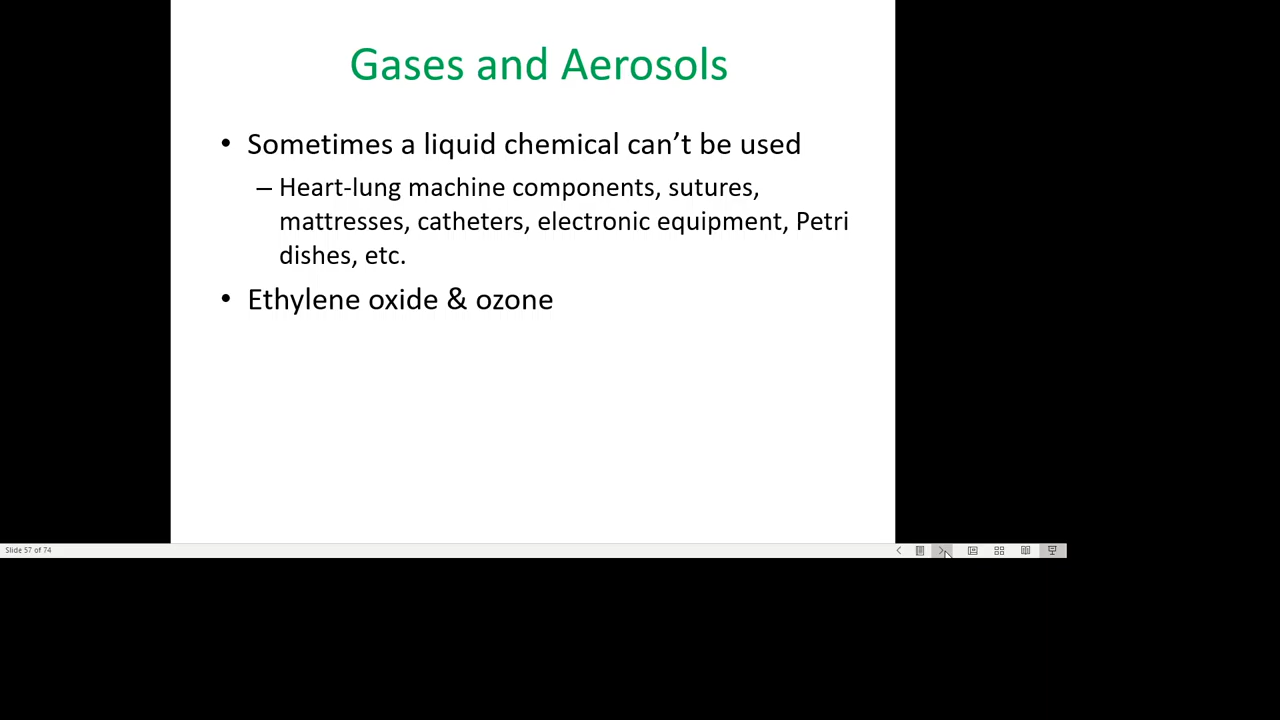 Gases and Aerosols
• Sometimes a liquid chemical can’t be used
– Heart-lung machine components, sutures,
mattresses, catheters, electronic equipment, Petri
dishes, etc.
• Ethylene oxide & ozone
Slide 57 of 74